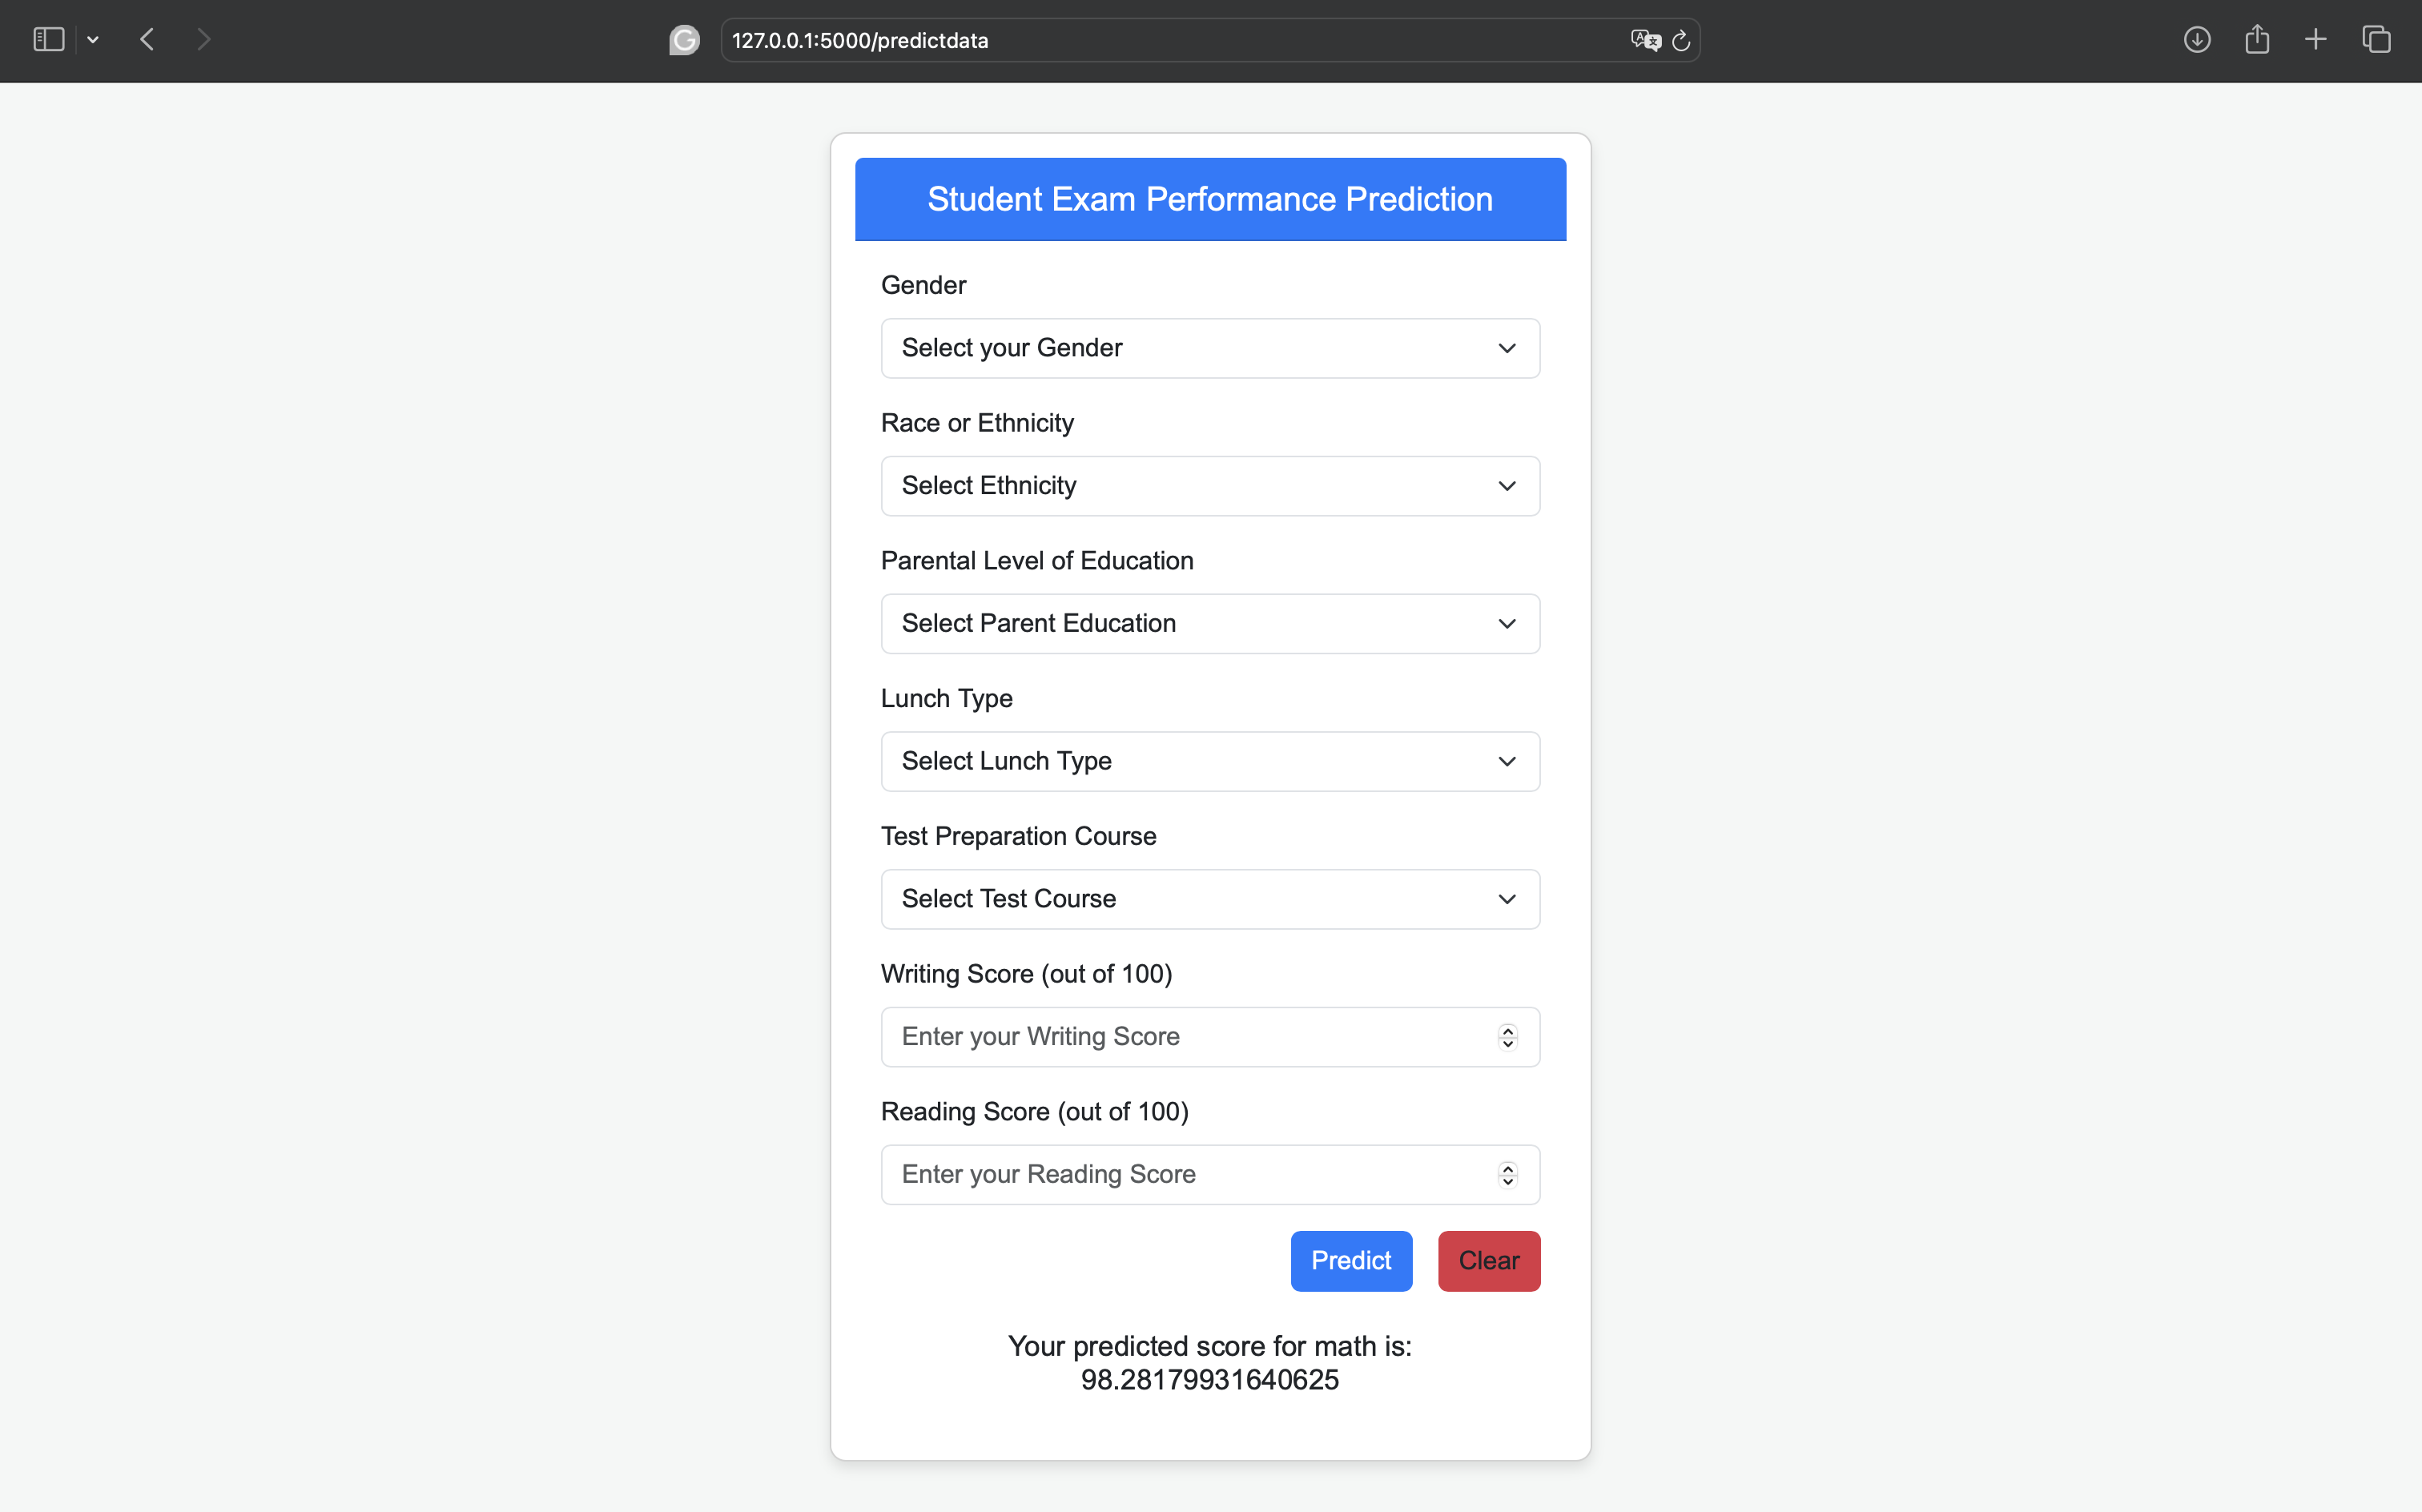 127.0.0.1:5000/predictdata
Student Exam Performance Prediction
Gender
Select your Gender
Race or Ethnicity
Select Ethnicity
Parental Level of Education
Select Parent Education
Lunch Type
Select Lunch Type
Test Preparation Course
Select Test Course
Writing Score (out of 100)
Enter your Writing Score
Reading Score (out of 100)
Enter your Reading Score
Predict Clear
Your predicted score for math is:
98.28179931640625